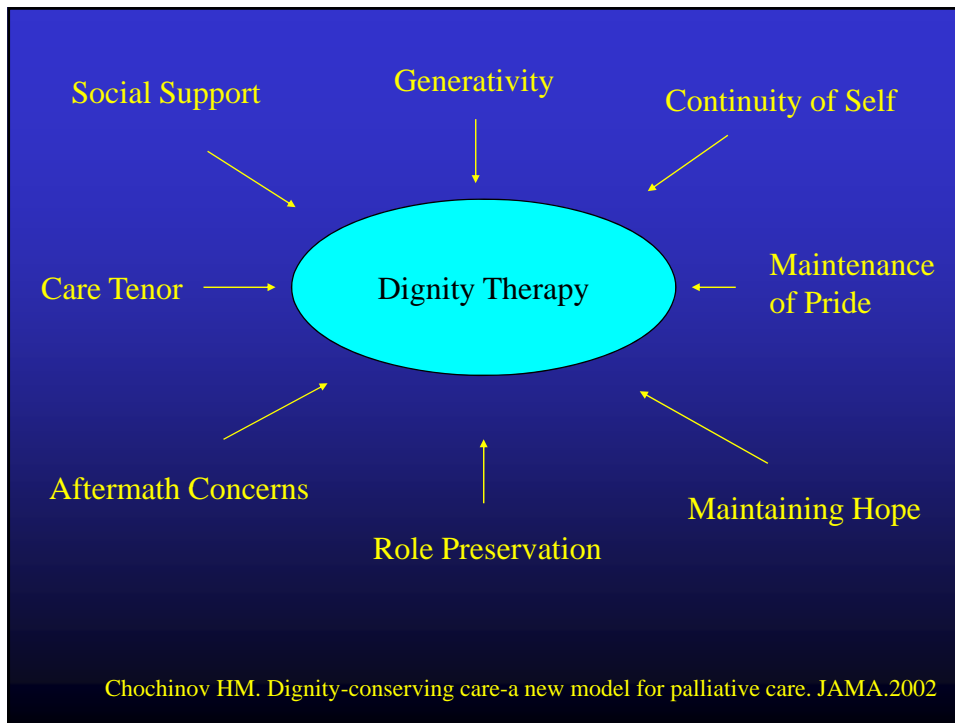 Social Support
Generativity
Continuity of Self
Care Tenor
Dignity Therapy
Maintenance
of Pride
Aftermath Concerns
Role Preservation
Maintaining Hope
Chochinov HM. Dignity-conserving care-a new model for palliative care. JAMA.2002